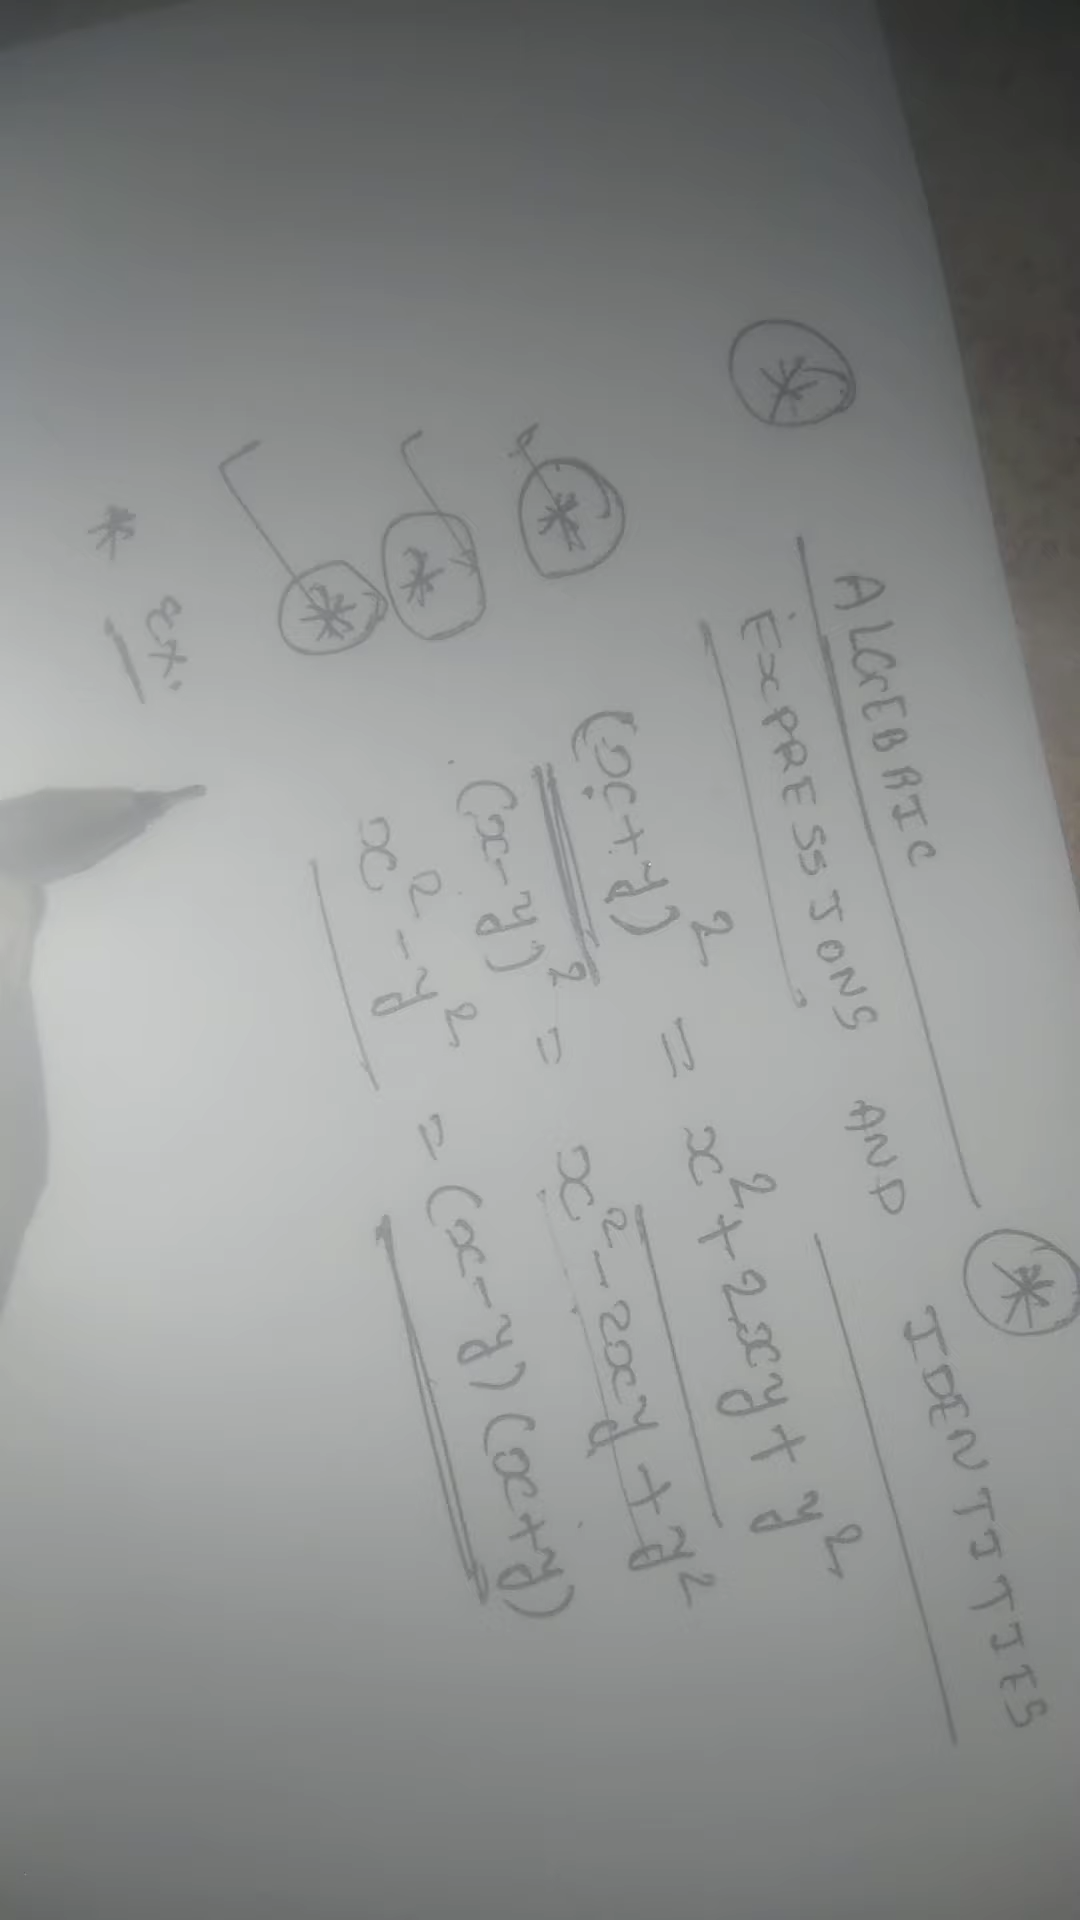 ALGEBRAIC
EXPRESSIONS AND IDENTITIES
(x+y)² = x² + 2xy + y²
(x-y)² = x² - 2xy + y²
x² - y² = (x-y)(x+y)
* Ex.